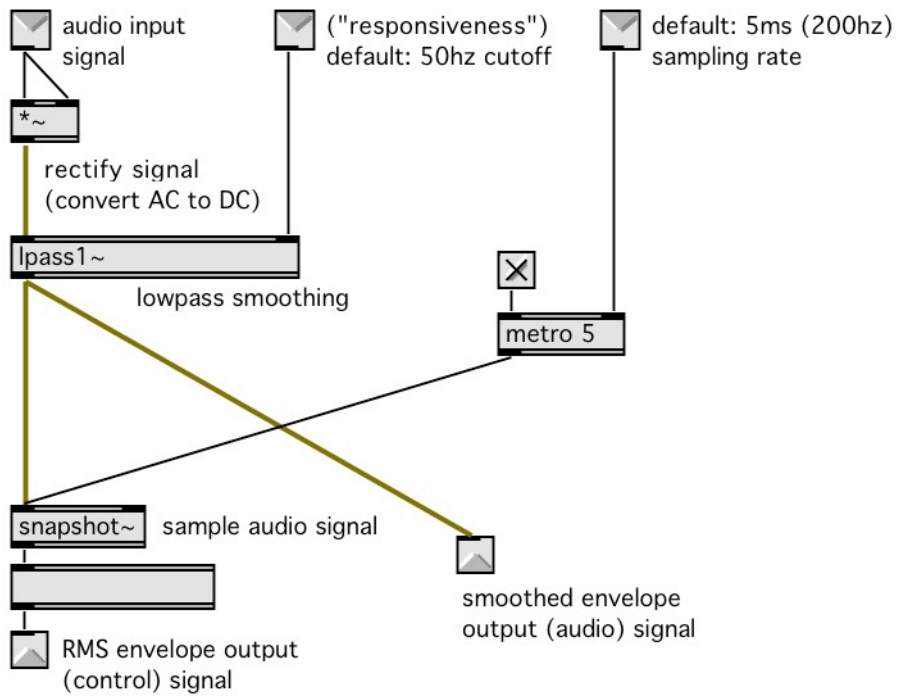 audio input
signal
("responsiveness")
default: 50hz cutoff
default: 5ms (200hz)
sampling rate
*~
rectify signal
(convert AC to DC)
lpass1~
lowpass smoothing
metro 5
snapshot~
sample audio signal
smoothed envelope
output (audio) signal
RMS envelope output
(control) signal